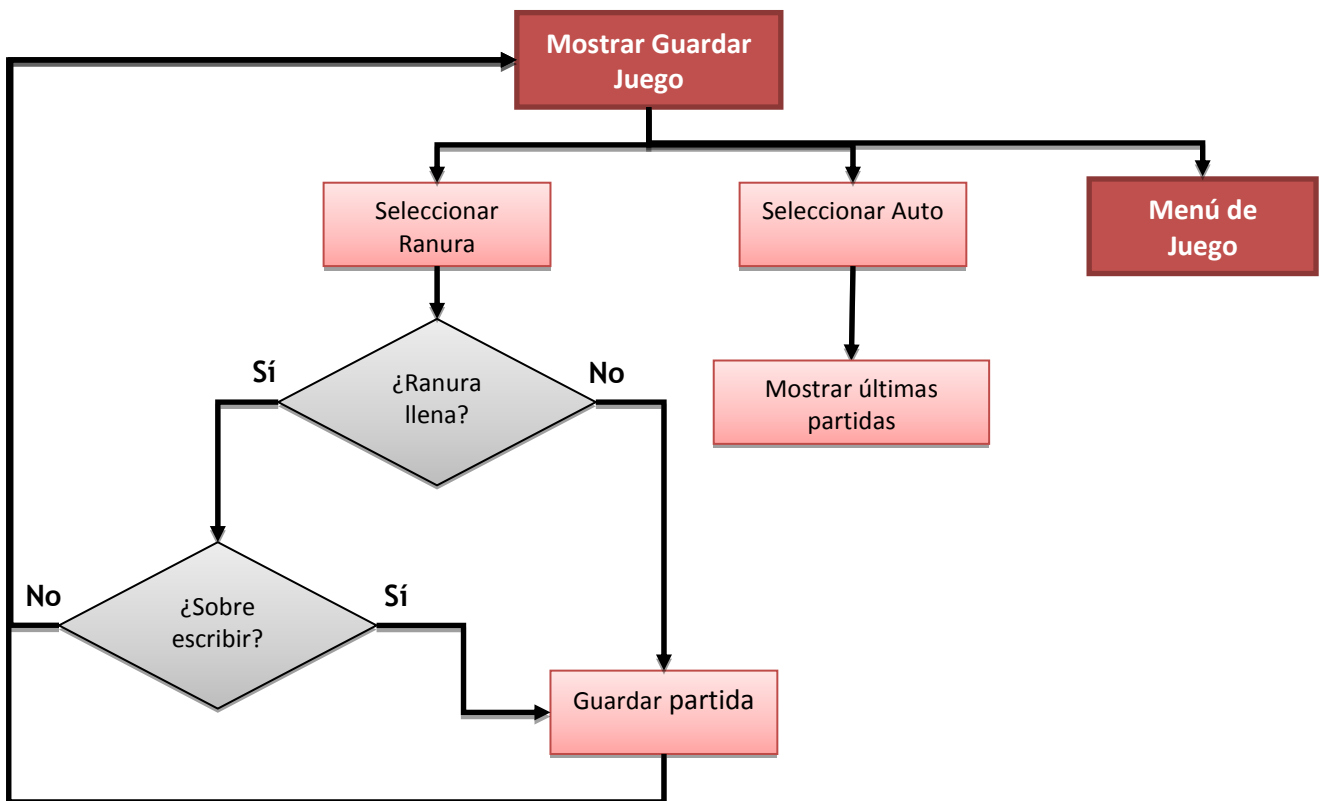 Mostrar Guardar
Juego
Seleccionar
Ranura
Seleccionar Auto
Menú de
Juego
Sí
¿Ranura
llena?
No
Mostrar últimas
partidas
No
¿Sobre
escribir?
Sí
Guardar partida